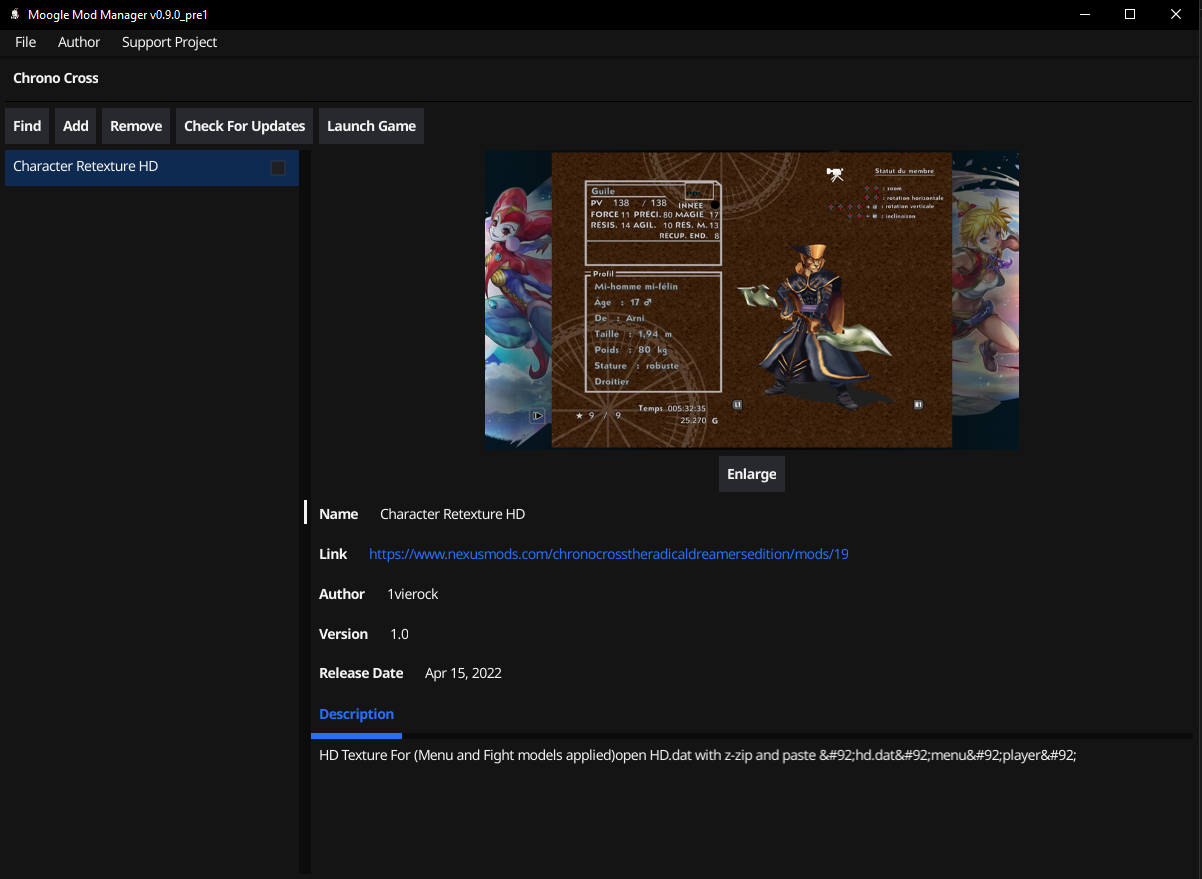 Moogle Mod Manager v0.9.0_pre1
File Author Support Project
Chrono Cross
Find Add Remove Check For Updates Launch Game
Character Retexture HD
Statut du membre
: zoom
: rotation horizontale
: rotation verticale
: inclinaison
Guile
PV 138 / 138 INNEE
FORCE 11 PRECI. 80 MAGIE 17
RESIS. 14 AGIL. 10 RES. M. 13
RECUP. END. 8
Profil
Mi-homme mi-félin
Âge : 17 ♂
De : Arni
Taille : 1,94 m
Poids : 80 kg
Stature : robuste
Droitier
L1
R1
★ 9 / 9
Temps 005:32:35
25.270 G
Enlarge
Name Character Retexture HD
Link https://www.nexusmods.com/chronocrosstheradicaldreamersedition/mods/19
Author 1vierock
Version 1.0
Release Date Apr 15, 2022
Description
HD Texture For (Menu and Fight models applied)open HD.dat with z-zip and paste &#92;hd.dat&#92;menu&#92;player&#92;